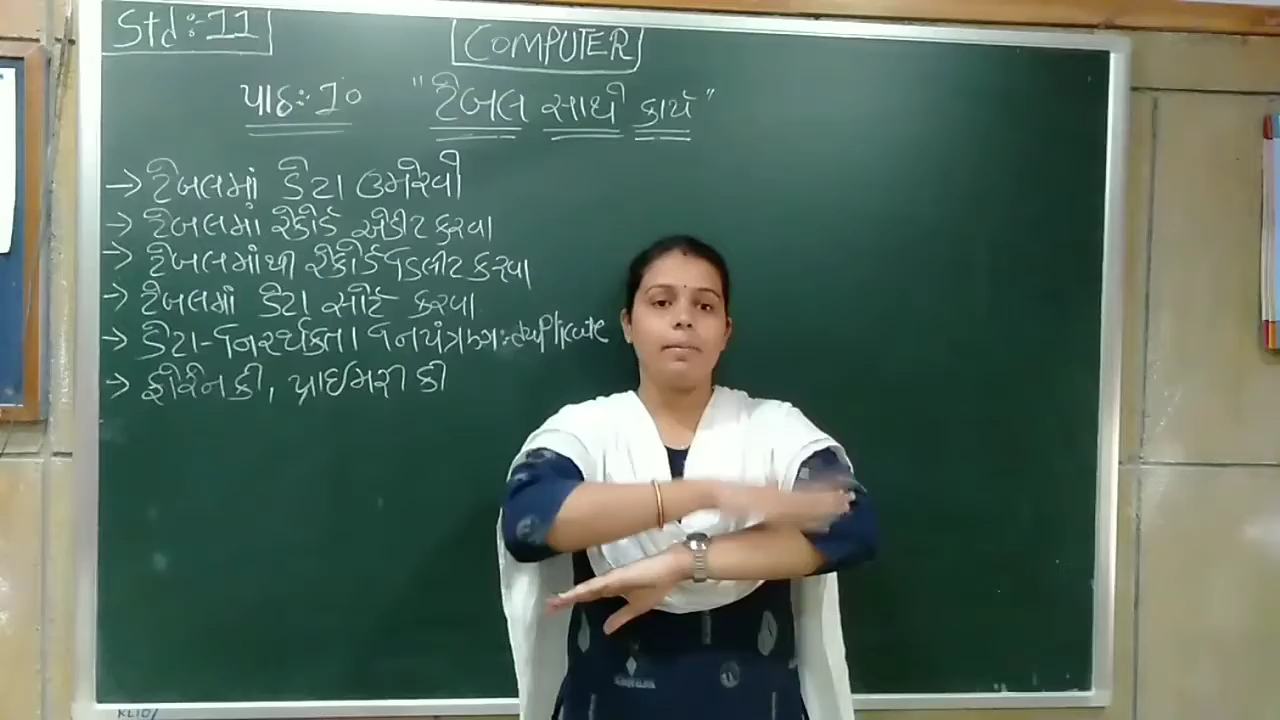 Std:-11
COMPUTER
પાઠ:-10 "ટેબલ સાથે કાર્ય"
→ ટેબલમાં ડેટા ઉમેરવો
→ ટેબલમાં રેકોર્ડ એડીટ કરવા
→ ટેબલમાંથી રેકોર્ડ ડિલીટ કરવા
→ ટેબલમાં ડેટા સોર્ટ કરવા
→ ડેટા-નિરર્થકતા નિયંત્રણ:-duplicate
→ ફોરેન કી, પ્રાઇમરી કી